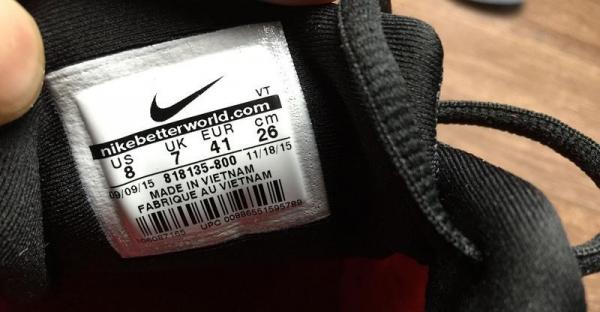 VT
nikebetterworld.com
US UK EUR cm
8 7 41 26
09/09/15 818135-800 11/18/15
MADE IN VIETNAM
FABRIQUE AU VIETNAM
UPC 00886551595789